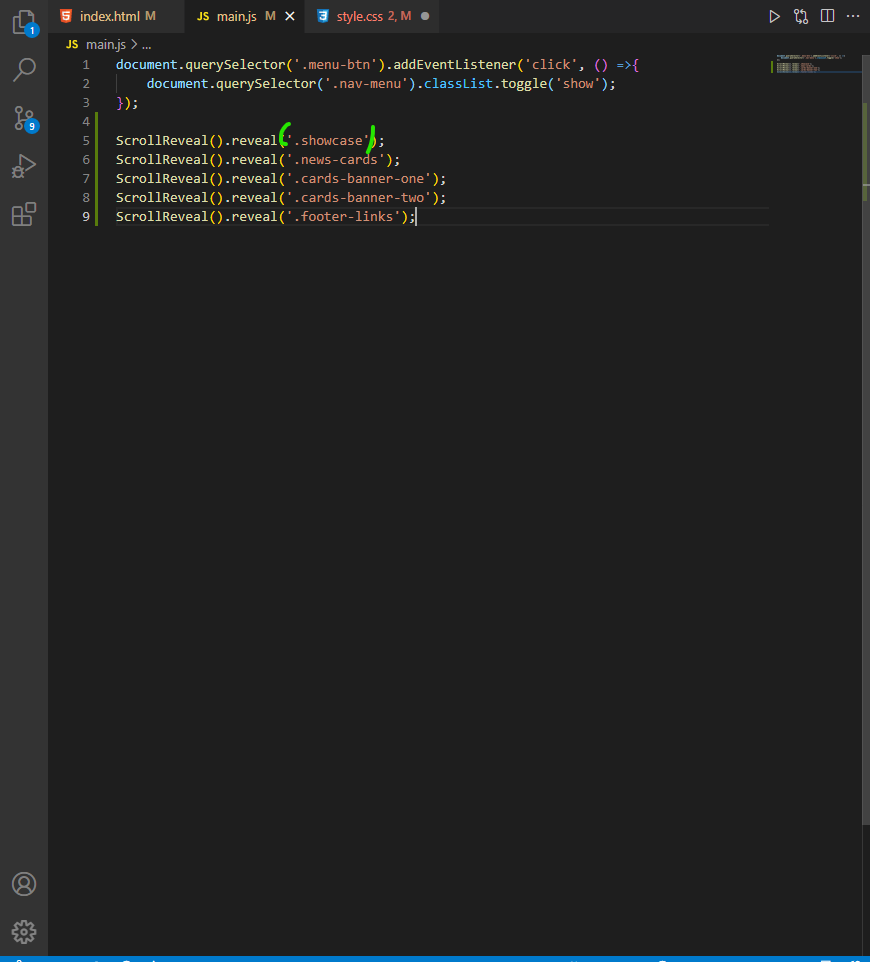 1
index.html M
JS main.js M
style.css 2, M
JS main.js > ...
1 document.querySelector('.menu-btn').addEventListener('click', () =>{
2 document.querySelector('.nav-menu').classList.toggle('show');
3 });
4
5 ScrollReveal().reveal('.showcase');
6 ScrollReveal().reveal('.news-cards');
7 ScrollReveal().reveal('.cards-banner-one');
8 ScrollReveal().reveal('.cards-banner-two');
9 ScrollReveal().reveal('.footer-links');
9